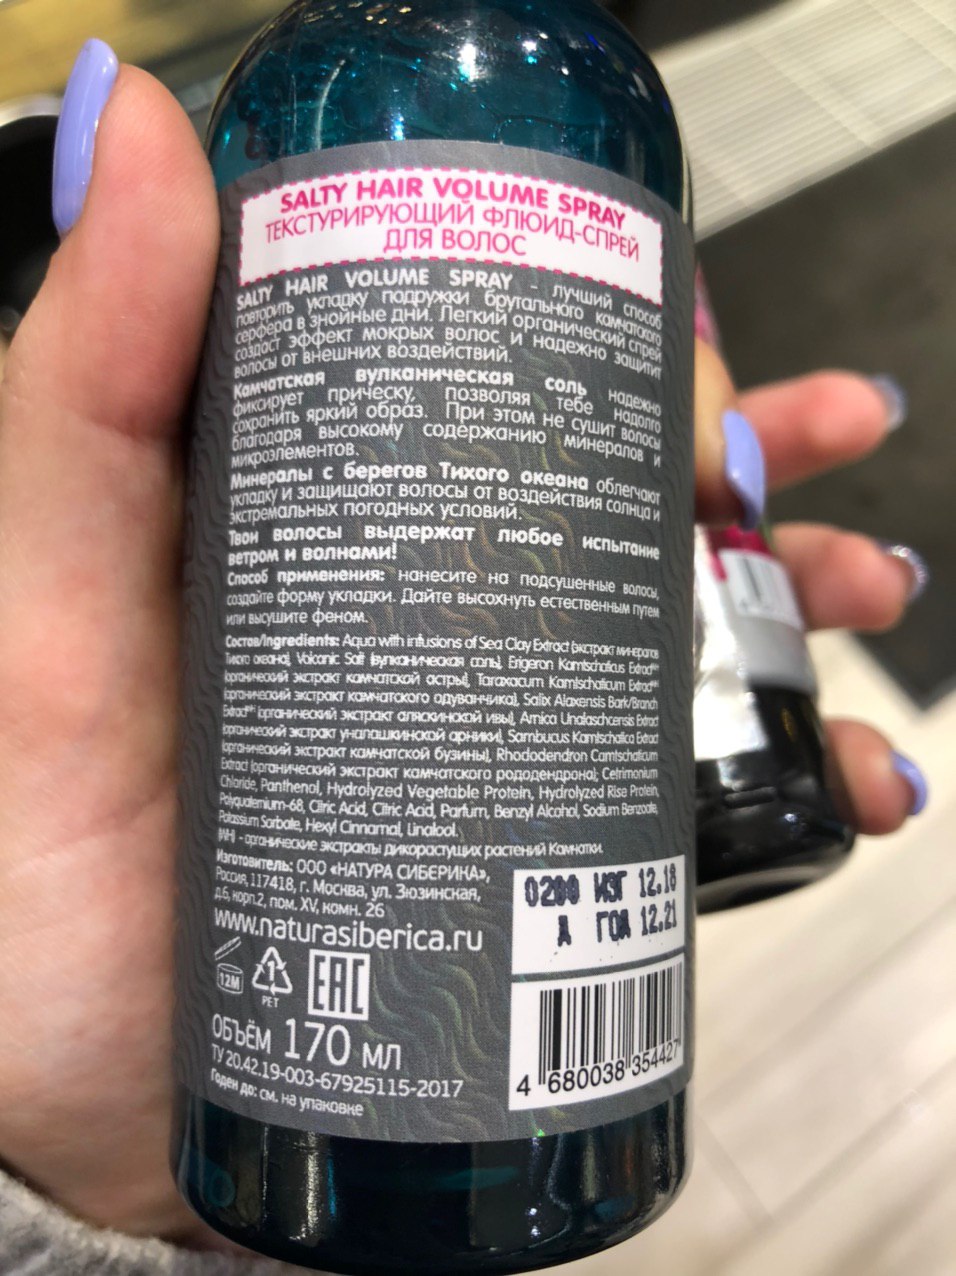 SALTY HAIR VOLUME SPRAY
ТЕКСТУРИРУЮЩИЙ ФЛЮИД-СПРЕЙ
ДЛЯ ВОЛОС
SALTY HAIR VOLUME SPRAY - лучший способ
повторить укладку подружки брутального камчатского
серфера в знойные дни. Легкий органический спрей
создаст эффект мокрых волос и надежно защитит
волосы от внешних воздействий.
Камчатская вулканическая соль надежно
фиксирует прическу, позволяя тебе надолго
сохранить яркий образ. При этом не сушит волосы
благодаря высокому содержанию минералов и
микроэлементов.
Минералы с берегов Тихого океана облегчают
укладку и защищают волосы от воздействия солнца и
экстремальных погодных условий.
Твои волосы выдержат любое испытание
ветром и волнами!
Способ применения: нанесите на подсушенные волосы,
создайте форму укладки. Дайте высохнуть естественным путем
или высушите феном.
Состав/Ingredients: Aqua with infusions of Sea Clay Extract (экстракт минералов
Тихого океана), Volcanic Salt (вулканическая соль), Erigeron Kamtschaticus Extract
(органический экстракт камчатской астры), Taraxacum Kamtschaticum Extract
(органический экстракт камчатского одуванчика), Salix Alaxensis Bark/Branch
Extract (органический экстракт аляскинской ивы), Arnica Unalaschcensis Extract
(органический экстракт уналашкинской арники), Sambucus Kamtschatica Extract
(органический экстракт камчатской бузины), Rhododendron Camtschaticum
Extract (органический экстракт камчатского рододендрона); Cetrimonium
Chloride, Panthenol, Hydrolyzed Vegetable Protein, Hydrolyzed Rise Protein,
Polyquaternium-68, Citric Acid, Citric Acid, Parfum, Benzyl Alcohol, Sodium Benzoate,
Potassium Sorbate, Hexyl Cinnamal, Linalool.
(WH) - органические экстракты дикорастущих растений Камчатки.
Изготовитель: ООО «НАТУРА СИБЕРИКА»,
Россия, 117418, г. Москва, ул. Зюзинская,
д.6, корп.2, пом. XV, комн. 26
www.naturasiberica.ru
0200 ИЗГ 12.18
А ГОД 12.21
12M
1
PET
EAC
ОБЪЁМ 170 МЛ
ТУ 20.42.19-003-67925115-2017
Годен до: см. на упаковке
4 680038 354427